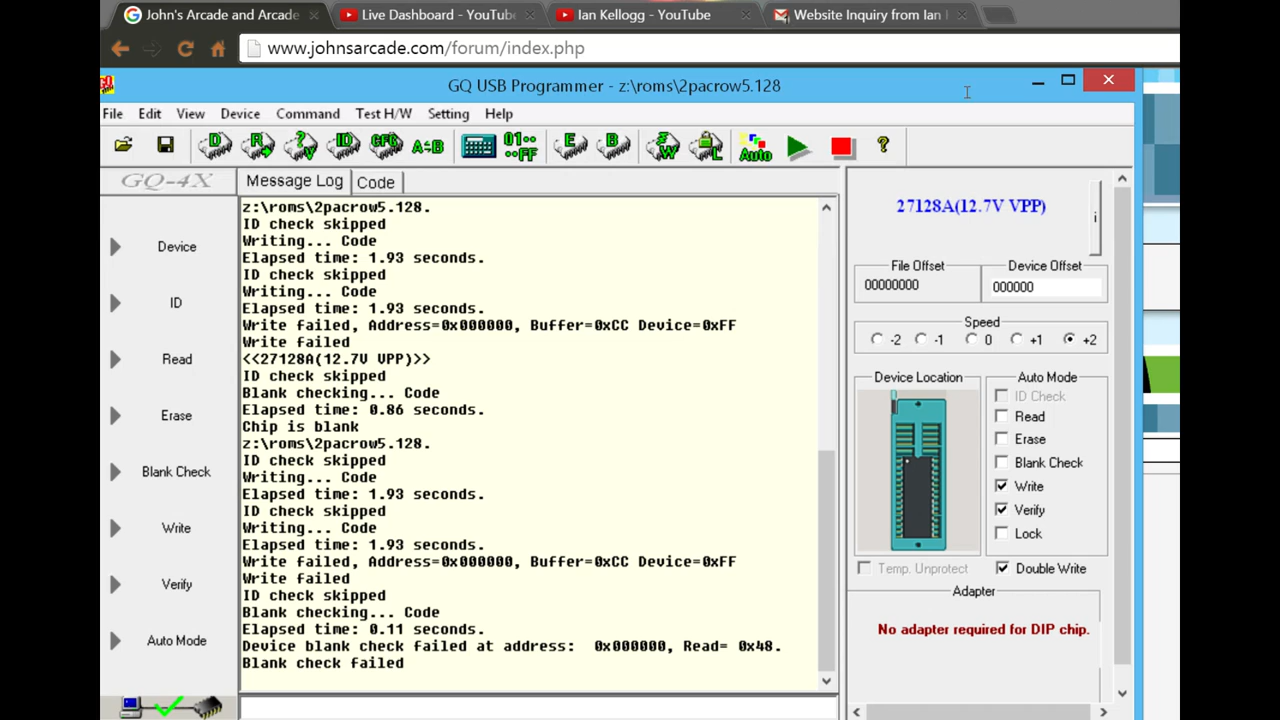 John's Arcade and Arcade
Live Dashboard - YouTub
Ian Kellogg - YouTube
Website Inquiry from Ian
www.johnsarcade.com/forum/index.php
GQ USB Programmer - z:\roms\2pacrow5.128
File Edit View Device Command Test H/W Setting Help
GQ-4X
Message Log Code
z:\roms\2pacrow5.128.
ID check skipped
Writing... Code
Elapsed time: 1.93 seconds.
ID check skipped
Writing... Code
Elapsed time: 1.93 seconds.
Write failed, Address=0x000000, Buffer=0xCC Device=0xFF
Write failed
<<27128A(12.7V VPP)>>
ID check skipped
Blank checking... Code
Elapsed time: 0.86 seconds.
Chip is blank
z:\roms\2pacrow5.128.
ID check skipped
Writing... Code
Elapsed time: 1.93 seconds.
ID check skipped
Writing... Code
Elapsed time: 1.93 seconds.
Write failed, Address=0x000000, Buffer=0xCC Device=0xFF
Write failed
ID check skipped
Blank checking... Code
Elapsed time: 0.11 seconds.
Device blank check failed at address: 0x000000, Read= 0x48.
Blank check failed
Device
ID
Read
Erase
Blank Check
Write
Verify
Auto Mode
27128A(12.7V VPP)
i
File Offset Device Offset
00000000 000000
Speed
-2 -1 0 +1 +2
Device Location
Auto Mode
ID Check
Read
Erase
Blank Check
Write
Verify
Lock
Temp. Unprotect Double Write
Adapter
No adapter required for DIP chip.